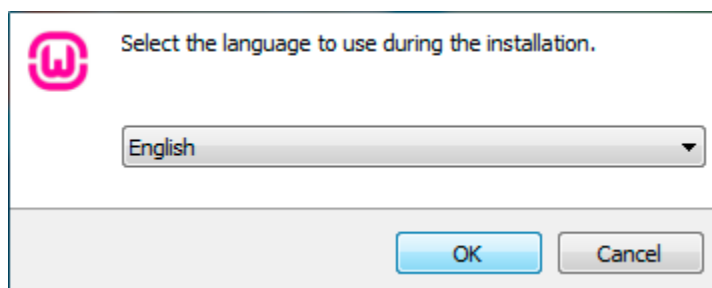 Select the language to use during the installation.
English
OK
Cancel